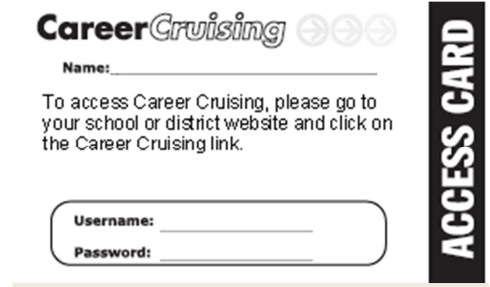 CareerCruising
Name:
To access Career Cruising, please go to
your school or district website and click on
the Career Cruising link.
Username:
Password:
ACCESS CARD